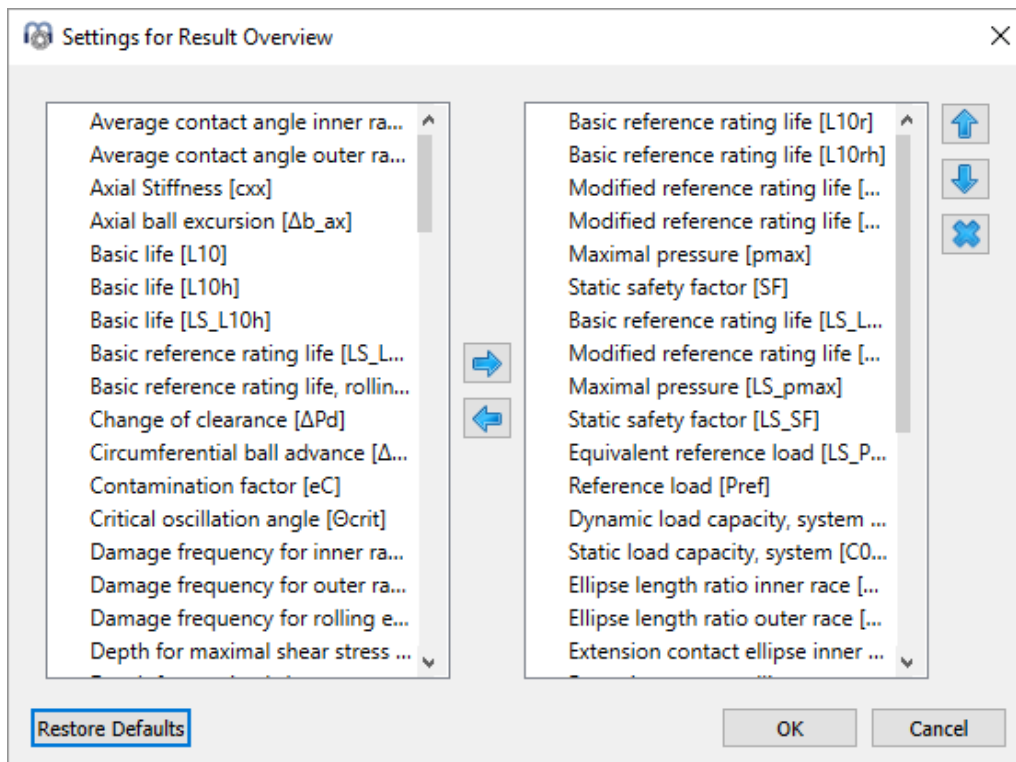 Settings for Result Overview
Average contact angle inner ra...
Average contact angle outer ra...
Axial Stiffness [cxx]
Axial ball excursion [Δb_ax]
Basic life [L10]
Basic life [L10h]
Basic life [LS_L10h]
Basic reference rating life [LS_L...
Basic reference rating life, rollin...
Change of clearance [ΔPd]
Circumferential ball advance [Δ...
Contamination factor [eC]
Critical oscillation angle [Θcrit]
Damage frequency for inner ra...
Damage frequency for outer ra...
Damage frequency for rolling e...
Depth for maximal shear stress ...
Basic reference rating life [L10r]
Basic reference rating life [L10rh]
Modified reference rating life [...
Modified reference rating life [...
Maximal pressure [pmax]
Static safety factor [SF]
Basic reference rating life [LS_L...
Modified reference rating life [...
Maximal pressure [LS_pmax]
Static safety factor [LS_SF]
Equivalent reference load [LS_P...
Reference load [Pref]
Dynamic load capacity, system ...
Static load capacity, system [C0...
Ellipse length ratio inner race [...
Ellipse length ratio outer race [...
Extension contact ellipse inner ...
Restore Defaults
OK
Cancel